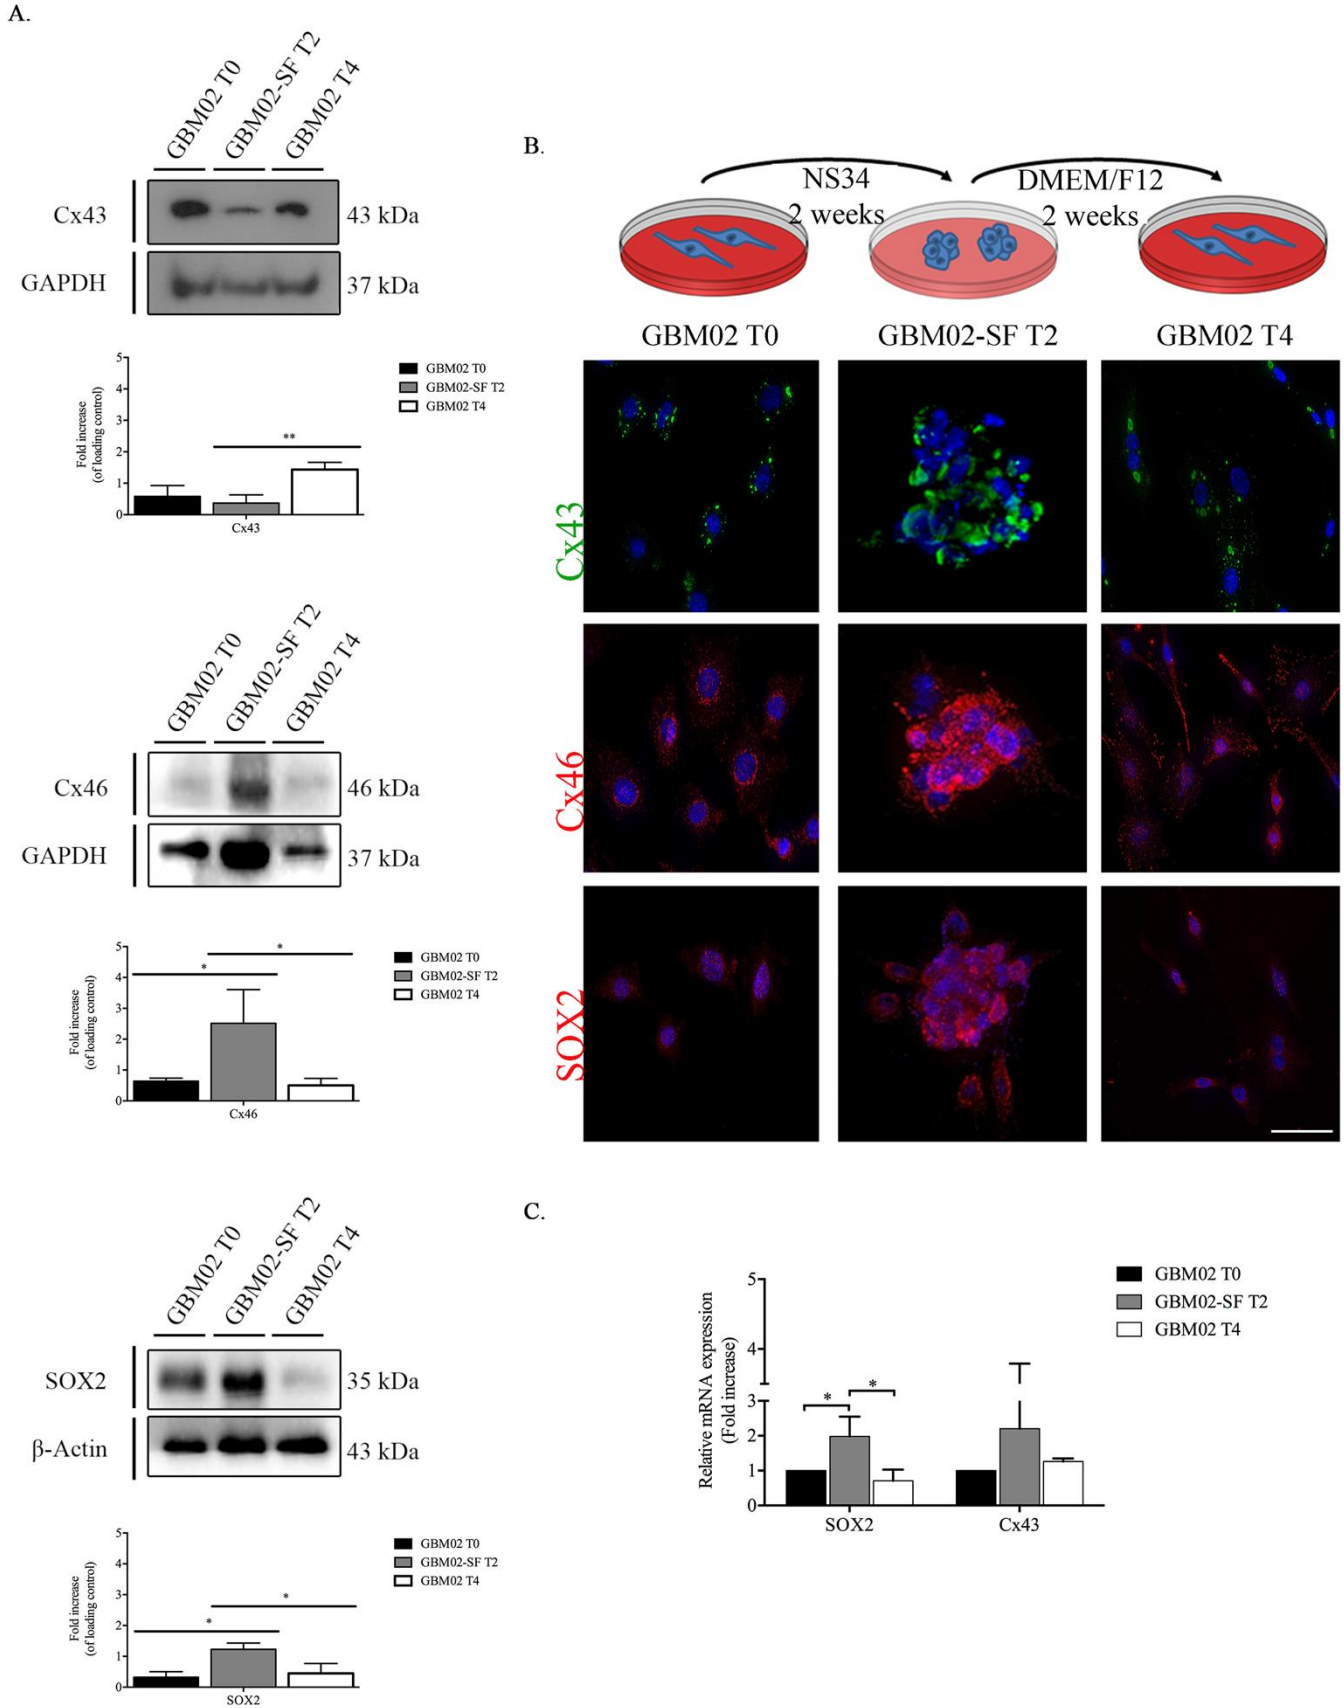 A.
GBM02 T0
GBM02-SF T2
GBM02 T4
Cx43
43 kDa
GAPDH
37 kDa
5
4
3
2
1
0
Fold increase
(of loading control)
**
Cx43
GBM02 T0
GBM02-SF T2
GBM02 T4
GBM02 T0
GBM02-SF T2
GBM02 T4
Cx46
46 kDa
GAPDH
37 kDa
5
4
3
2
1
0
Fold increase
(of loading control)
*
*
Cx46
GBM02 T0
GBM02-SF T2
GBM02 T4
GBM02 T0
GBM02-SF T2
GBM02 T4
SOX2
35 kDa
β-Actin
43 kDa
5
4
3
2
1
0
Fold increase
(of loading control)
*
*
SOX2
GBM02 T0
GBM02-SF T2
GBM02 T4
B.
NS34
2 weeks
DMEM/F12
2 weeks
GBM02 T0
GBM02-SF T2
GBM02 T4
Cx43
Cx46
SOX2
C.
5
4
3
2
1
0
Relative mRNA expression
(Fold increase)
*
*
SOX2
Cx43
GBM02 T0
GBM02-SF T2
GBM02 T4